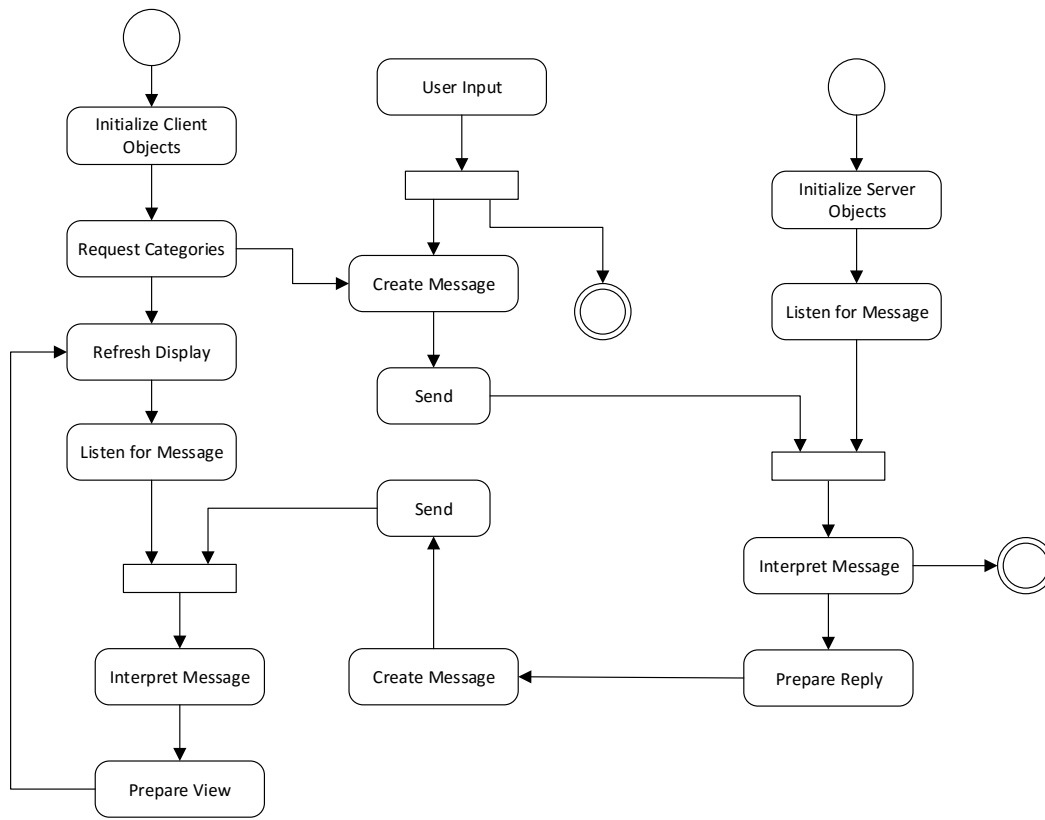 User Input
Initialize Client
Objects
Initialize Server
Objects
Request Categories
Create Message
Listen for Message
Refresh Display
Send
Listen for Message
Send
Interpret Message
Interpret Message
Create Message
Prepare Reply
Prepare View